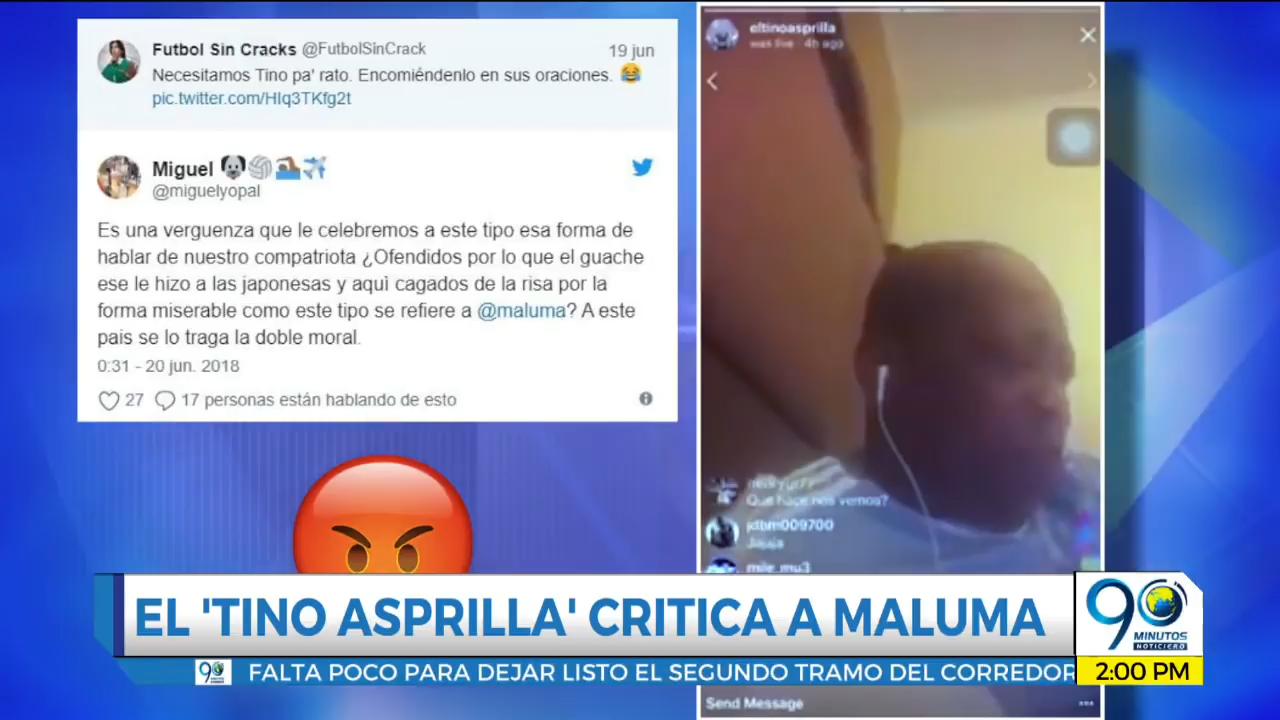 Futbol Sin Cracks @FutbolSinCrack
19 jun
Necesitamos Tino pa' rato. Encomiéndenlo en sus oraciones. 😂
pic.twitter.com/HIq3TKfg2t
Miguel 🐶🏐🏊✈️
@miguelyopal
Es una verguenza que le celebremos a este tipo esa forma de
hablar de nuestro compatriota ¿Ofendidos por lo que el guache
ese le hizo a las japonesas y aquì cagados de la risa por la
forma miserable como este tipo se refiere a @maluma? A este
pais se lo traga la doble moral.
0:31 - 20 jun. 2018
27
17 personas están hablando de esto
eltinoasprilla
was live 4h ago
Que hace nos vemos?
jdbm009700
Jajaja
mile_mu3
EL 'TINO ASPRILLA' CRITICA A MALUMA
90
MINUTOS
NOTICIERO
90
FALTA POCO PARA DEJAR LISTO EL SEGUNDO TRAMO DEL CORREDOR
2:00 PM
Send Message